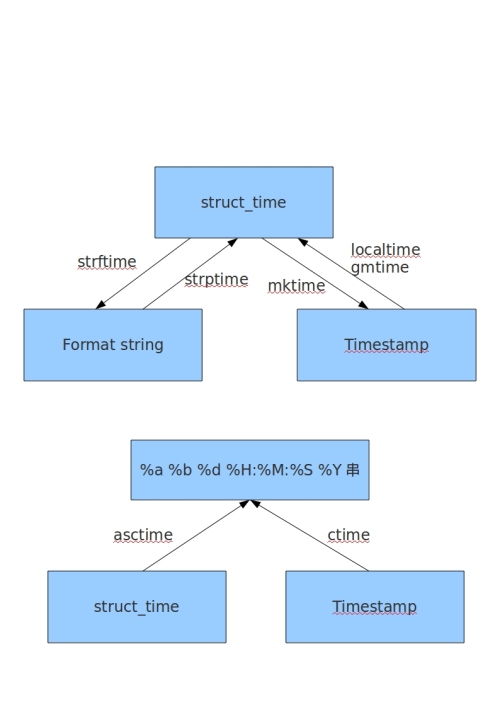 struct_time
strftime
strptime
mktime
localtime
gmtime
Format string
Timestamp
%a %b %d %H:%M:%S %Y 串
asctime
ctime
struct_time
Timestamp